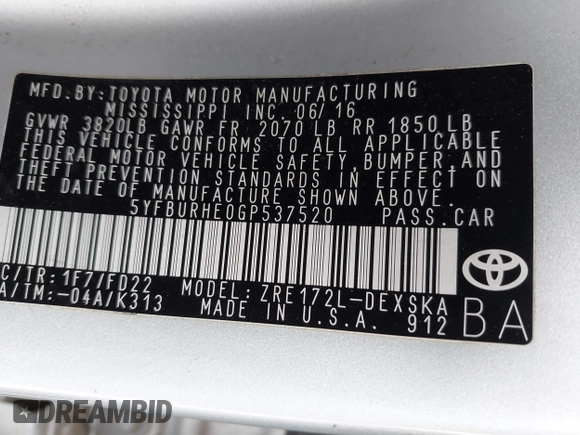 MFD.BY:TOYOTA MOTOR MANUFACTURING
MISSISSIPPI INC. 06/16
GVWR 3820LB GAWR FR 2070 LB RR 1850 LB
THIS VEHICLE CONFORMS TO ALL APPLICABLE
FEDERAL MOTOR VEHICLE SAFETY, BUMPER, AND
THEFT PREVENTION STANDARDS IN EFFECT ON
THE DATE OF MANUFACTURE SHOWN ABOVE.
5YFBURHE0GP537520 PASS.CAR
C/TR:1F7/FD22
A/TM:-04A/K313
MODEL: ZRE172L-DEXSKA
MADE IN U.S.A. 912
BA
DREAMBID